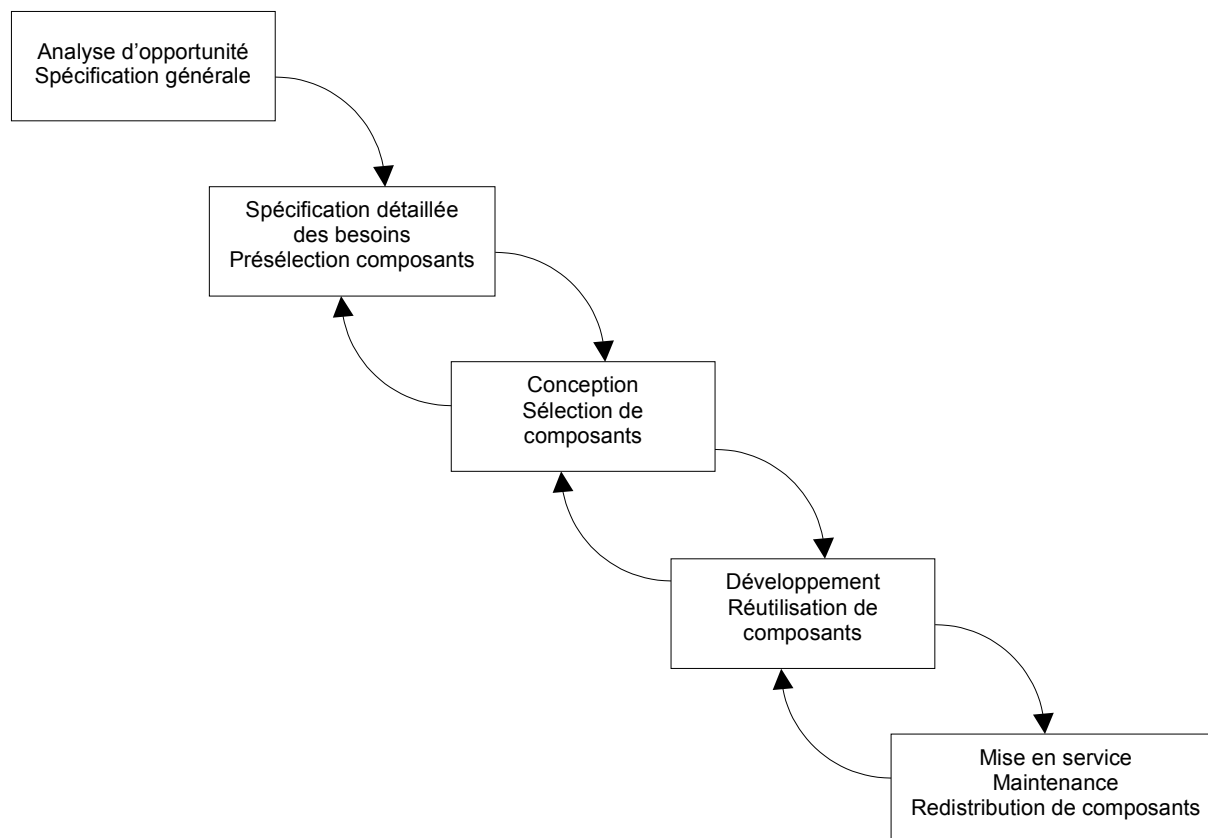 Analyse d’opportunité
Spécification générale
Spécification détaillée
des besoins
Présélection composants
Conception
Sélection de
composants
Développement
Réutilisation de
composants
Mise en service
Maintenance
Redistribution de composants